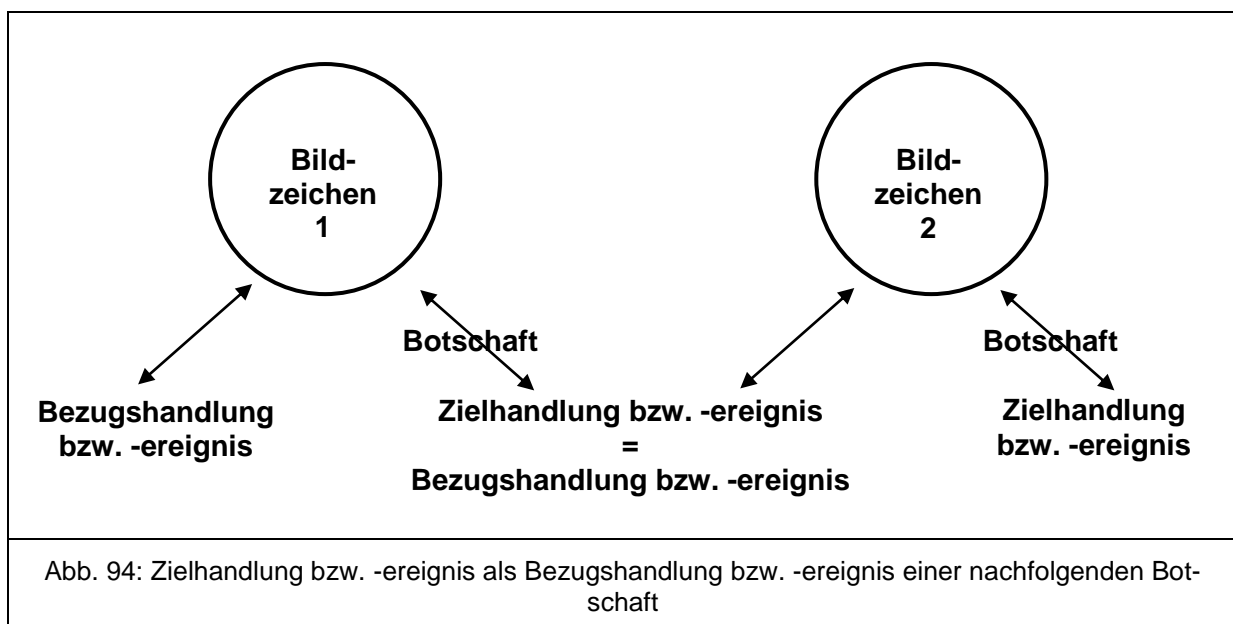 Bild-
zeichen
1
Bild-
zeichen
2
Botschaft
Botschaft
Bezugshandlung
bzw. -ereignis
Zielhandlung bzw. -ereignis
=
Bezugshandlung bzw. -ereignis
Zielhandlung
bzw. -ereignis
Abb. 94: Zielhandlung bzw. -ereignis als Bezugshandlung bzw. -ereignis einer nachfolgenden Bot-
schaft